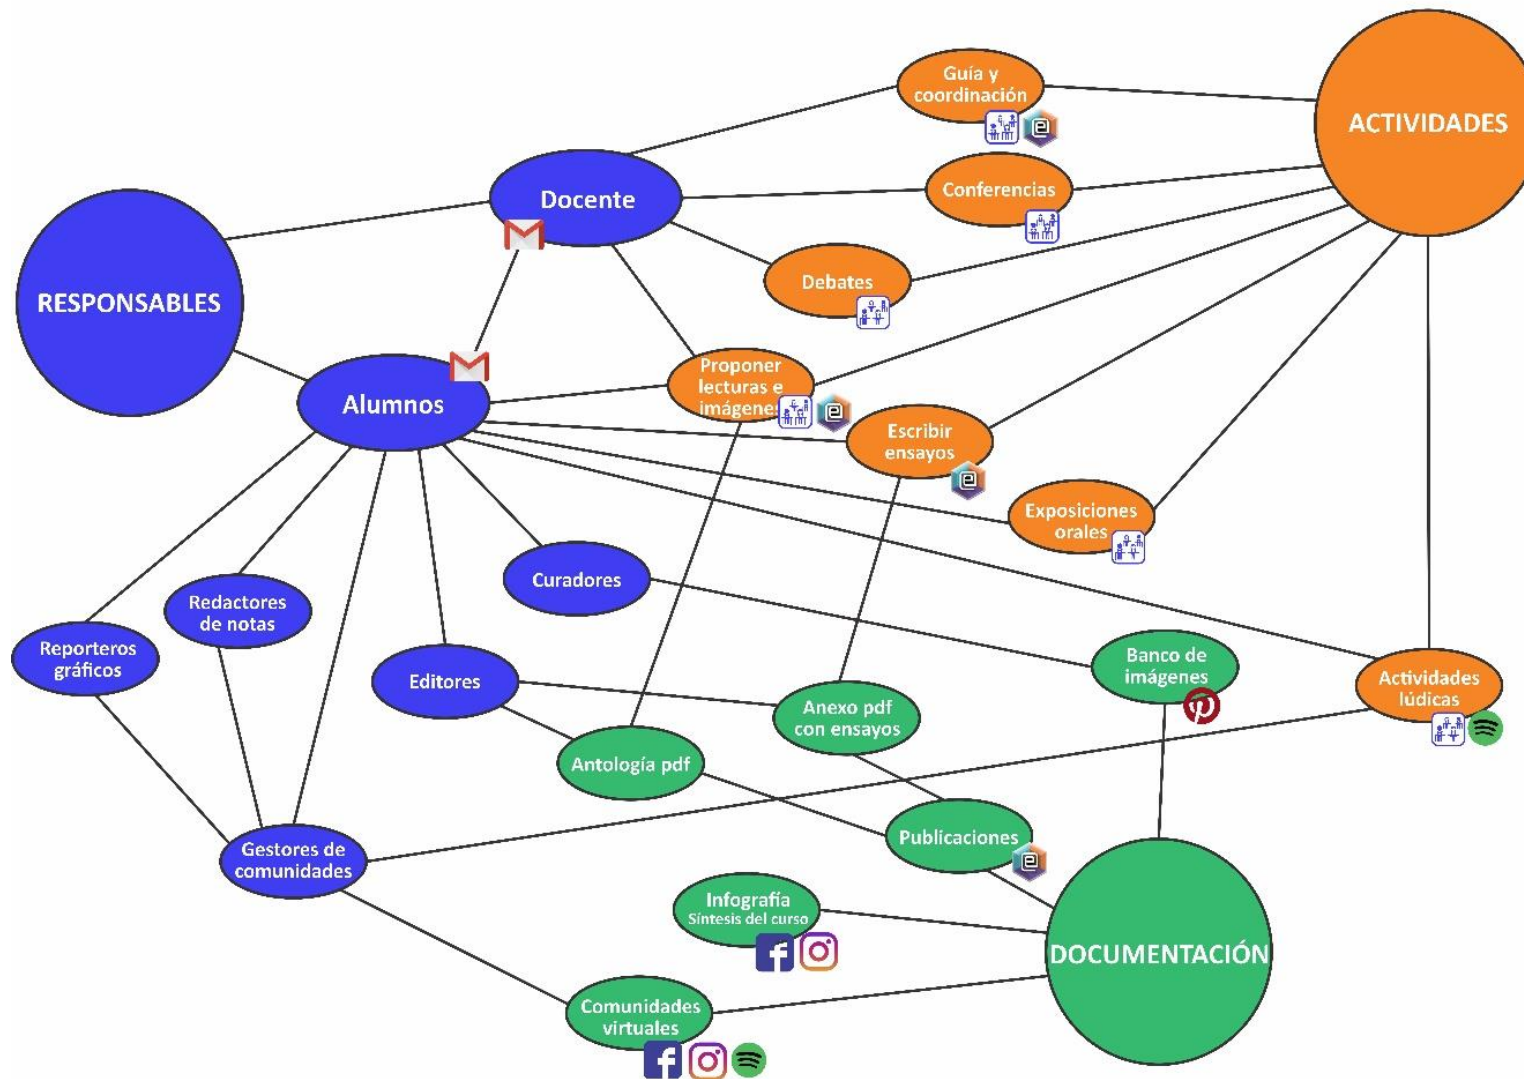 Guía y
coordinación
ACTIVIDADES
Conferencias
Docente
Debates
RESPONSABLES
Proponer
lecturas e
imágenes
Alumnos
Escribir
ensayos
Exposiciones
orales
Curadores
Redactores
de notas
Reporteros
gráficos
Editores
Banco de
imágenes
Actividades
lúdicas
Anexo pdf
con ensayos
Antología pdf
Publicaciones
Gestores de
comunidades
Infografía
Síntesis del curso
DOCUMENTACIÓN
Comunidades
virtuales